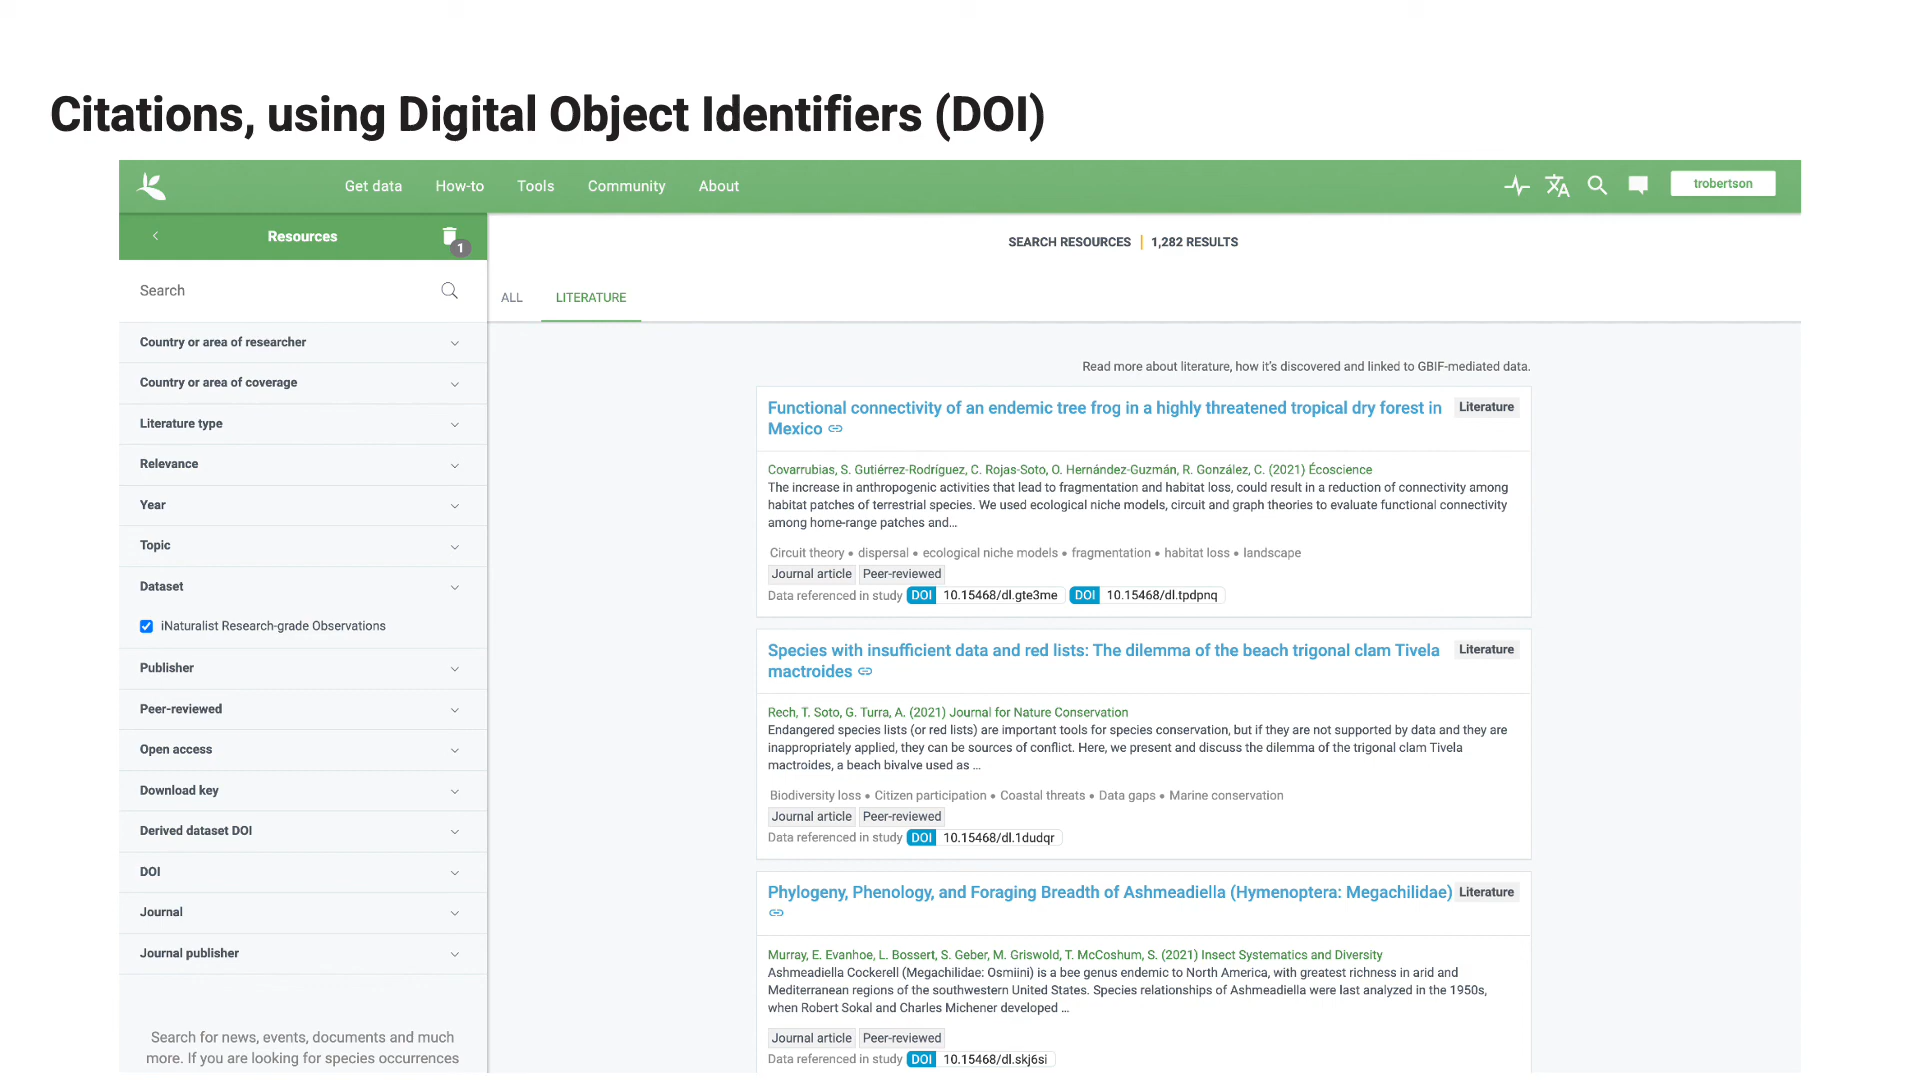 Citations, using Digital Object Identifiers (DOI)
Get data How-to Tools Community About
trobertson
Resources
1
SEARCH RESOURCES 1,282 RESULTS
Search
ALL LITERATURE
Country or area of researcher
Country or area of coverage
Literature type
Relevance
Year
Topic
Dataset
iNaturalist Research-grade Observations
Publisher
Peer-reviewed
Open access
Download key
Derived dataset DOI
DOI
Journal
Journal publisher
Search for news, events, documents and much
more. If you are looking for species occurrences
Read more about literature, how it's discovered and linked to GBIF-mediated data.
Functional connectivity of an endemic tree frog in a highly threatened tropical dry forest in
Mexico
Literature
Covarrubias, S. Gutiérrez-Rodríguez, C. Rojas-Soto, O. Hernández-Guzmán, R. González, C. (2021) Écoscience
The increase in anthropogenic activities that lead to fragmentation and habitat loss, could result in a reduction of connectivity among
habitat patches of terrestrial species. We used ecological niche models, circuit and graph theories to evaluate functional connectivity
among home-range patches and…
Circuit theory • dispersal • ecological niche models • fragmentation • habitat loss • landscape
Journal article Peer-reviewed
Data referenced in study DOI 10.15468/dl.gte3me DOI 10.15468/dl.tpdpnq
Species with insufficient data and red lists: The dilemma of the beach trigonal clam Tivela
mactroides
Literature
Rech, T. Soto, G. Turra, A. (2021) Journal for Nature Conservation
Endangered species lists (or red lists) are important tools for species conservation, but if they are not supported by data and they are
inappropriately applied, they can be sources of conflict. Here, we present and discuss the dilemma of the trigonal clam Tivela
mactroides, a beach bivalve used as …
Biodiversity loss • Citizen participation • Coastal threats • Data gaps • Marine conservation
Journal article Peer-reviewed
Data referenced in study DOI 10.15468/dl.1dudqr
Phylogeny, Phenology, and Foraging Breadth of Ashmeadiella (Hymenoptera: Megachilidae)
Literature
Murray, E. Evanhoe, L. Bossert, S. Geber, M. Griswold, T. McCoshum, S. (2021) Insect Systematics and Diversity
Ashmeadiella Cockerell (Megachilidae: Osmiini) is a bee genus endemic to North America, with greatest richness in arid and
Mediterranean regions of the southwestern United States. Species relationships of Ashmeadiella were last analyzed in the 1950s,
when Robert Sokal and Charles Michener developed …
Journal article Peer-reviewed
Data referenced in study DOI 10.15468/dl.skj6si